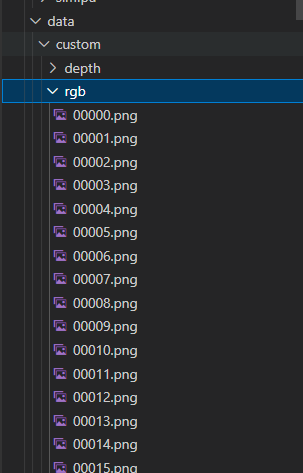 data
custom
depth
rgb
00000.png
00001.png
00002.png
00003.png
00004.png
00005.png
00006.png
00007.png
00008.png
00009.png
00010.png
00011.png
00012.png
00013.png
00014.png
00015.png